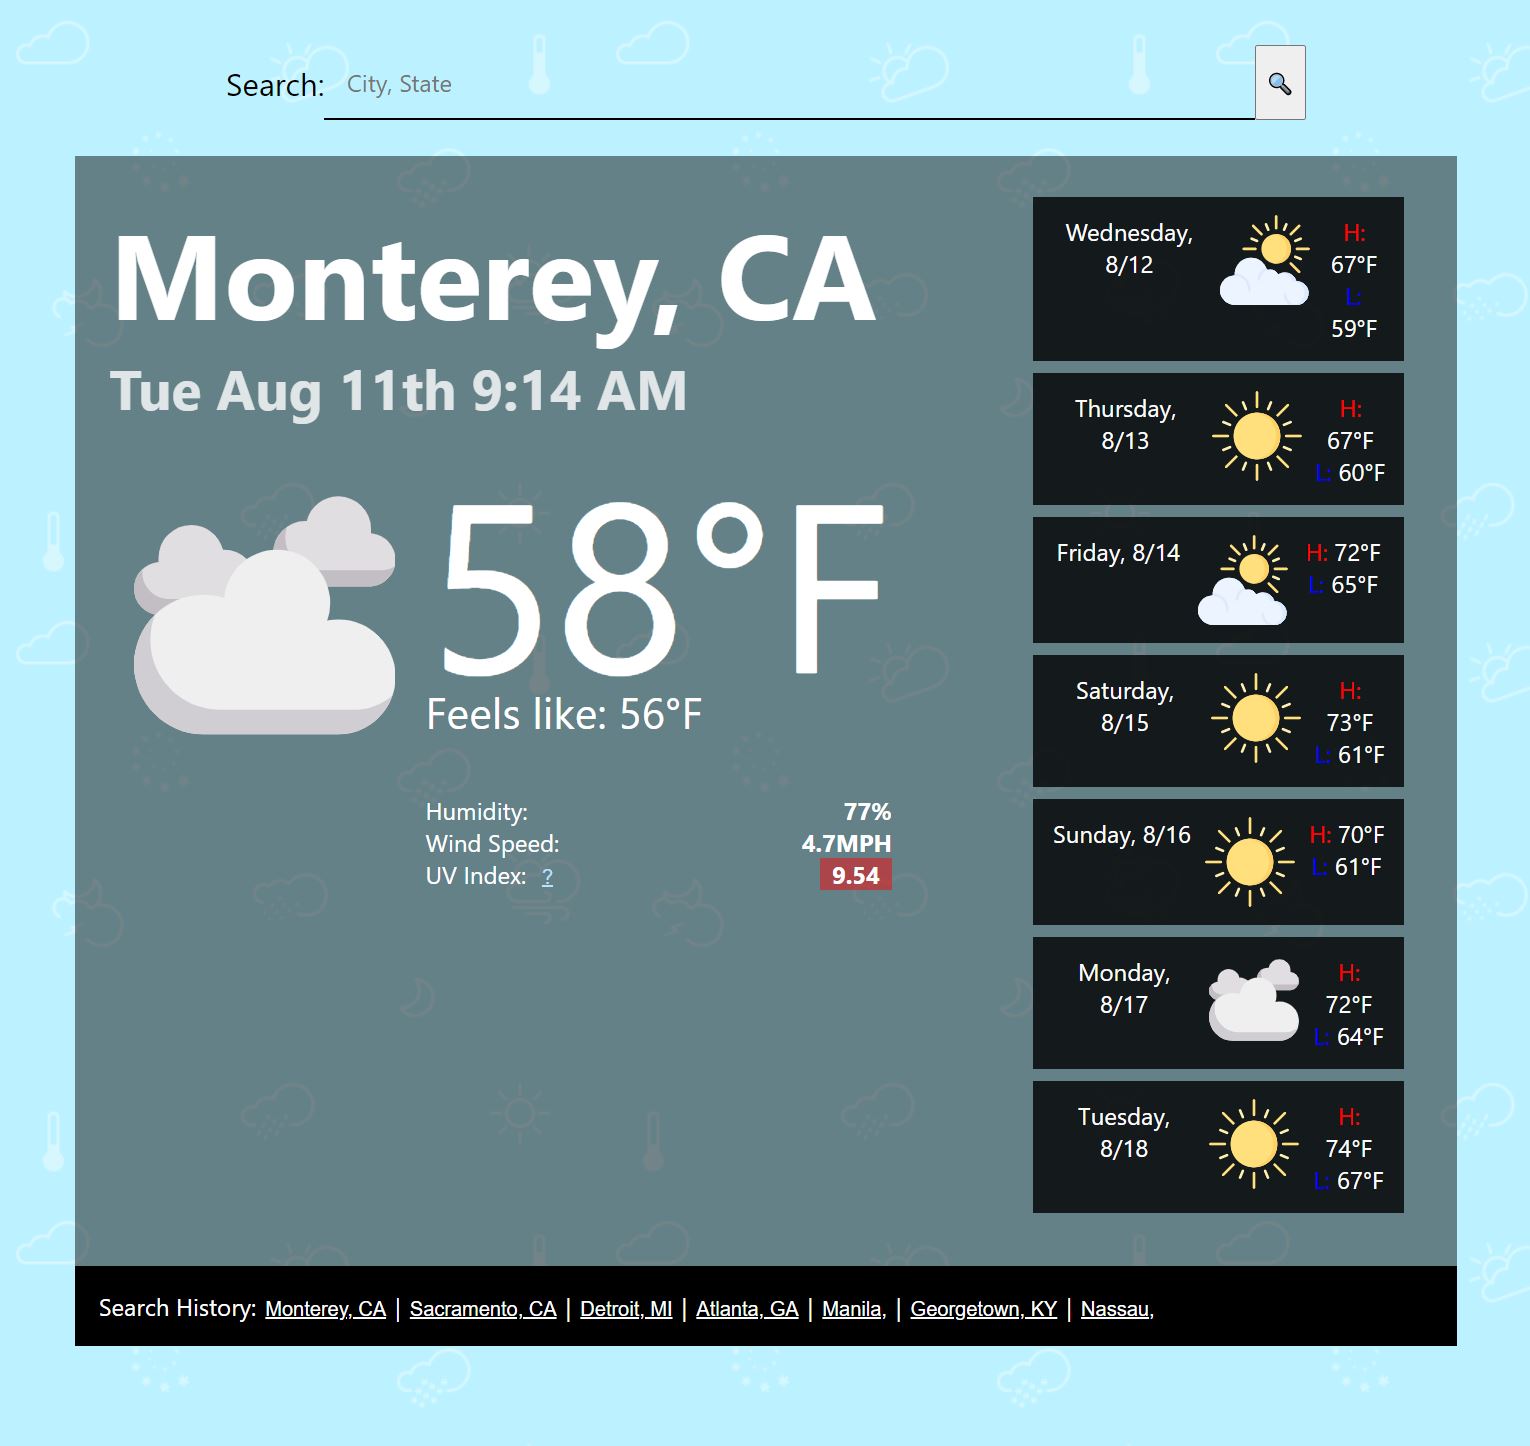 Search: City, State
Monterey, CA
Tue Aug 11th 9:14 AM
58°F
Feels like: 56°F
Humidity: 77%
Wind Speed: 4.7MPH
UV Index: ? 9.54
Wednesday,
8/12
H:
67°F
L:
59°F
Thursday,
8/13
H:
67°F
L: 60°F
Friday, 8/14
H: 72°F
L: 65°F
Saturday,
8/15
H:
73°F
L: 61°F
Sunday, 8/16
H: 70°F
L: 61°F
Monday,
8/17
H:
72°F
L: 64°F
Tuesday,
8/18
H:
74°F
L: 67°F
Search History: Monterey, CA | Sacramento, CA | Detroit, MI | Atlanta, GA | Manila, | Georgetown, KY | Nassau,